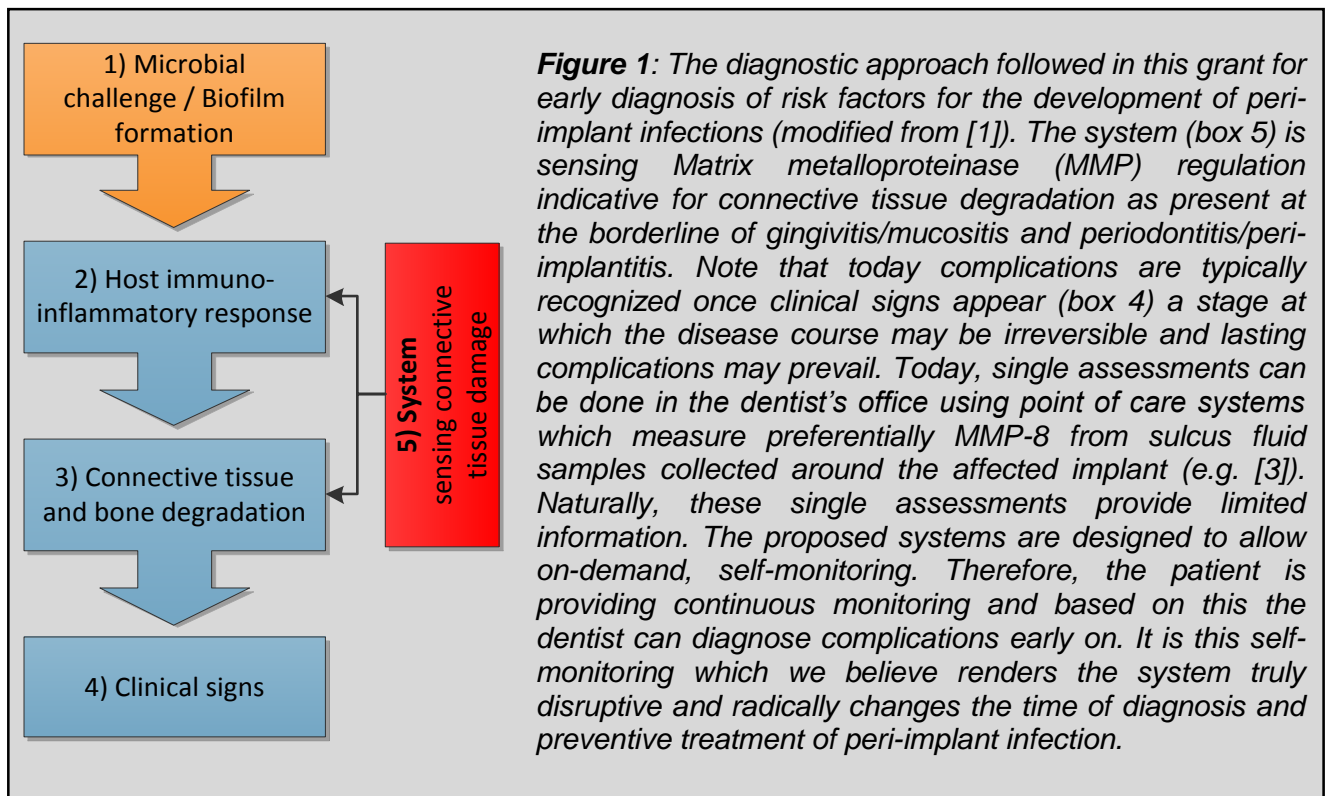 1) Microbial
challenge / Biofilm
formation
2) Host immuno-
inflammatory response
3) Connective tissue
and bone degradation
4) Clinical signs
5) System
sensing connective
tissue damage
Figure 1: The diagnostic approach followed in this grant for
early diagnosis of risk factors for the development of peri-
implant infections (modified from [1]). The system (box 5) is
sensing Matrix metalloproteinase (MMP) regulation
indicative for connective tissue degradation as present at
the borderline of gingivitis/mucositis and periodontitis/peri-
implantitis. Note that today complications are typically
recognized once clinical signs appear (box 4) a stage at
which the disease course may be irreversible and lasting
complications may prevail. Today, single assessments can
be done in the dentist’s office using point of care systems
which measure preferentially MMP-8 from sulcus fluid
samples collected around the affected implant (e.g. [3]).
Naturally, these single assessments provide limited
information. The proposed systems are designed to allow
on-demand, self-monitoring. Therefore, the patient is
providing continuous monitoring and based on this the
dentist can diagnose complications early on. It is this self-
monitoring which we believe renders the system truly
disruptive and radically changes the time of diagnosis and
preventive treatment of peri-implant infection.